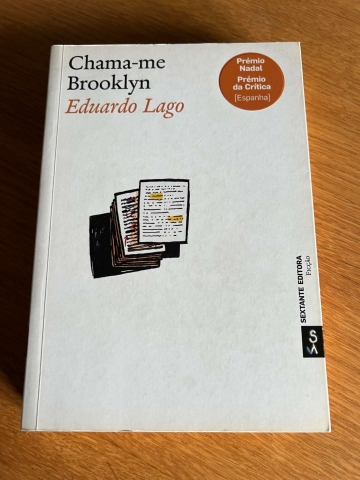 Chama-me
Brooklyn
Eduardo Lago
Prémio
Nadal
Prémio
da Crítica
[Espanha]
SEXTANTE EDITORA
Ficção